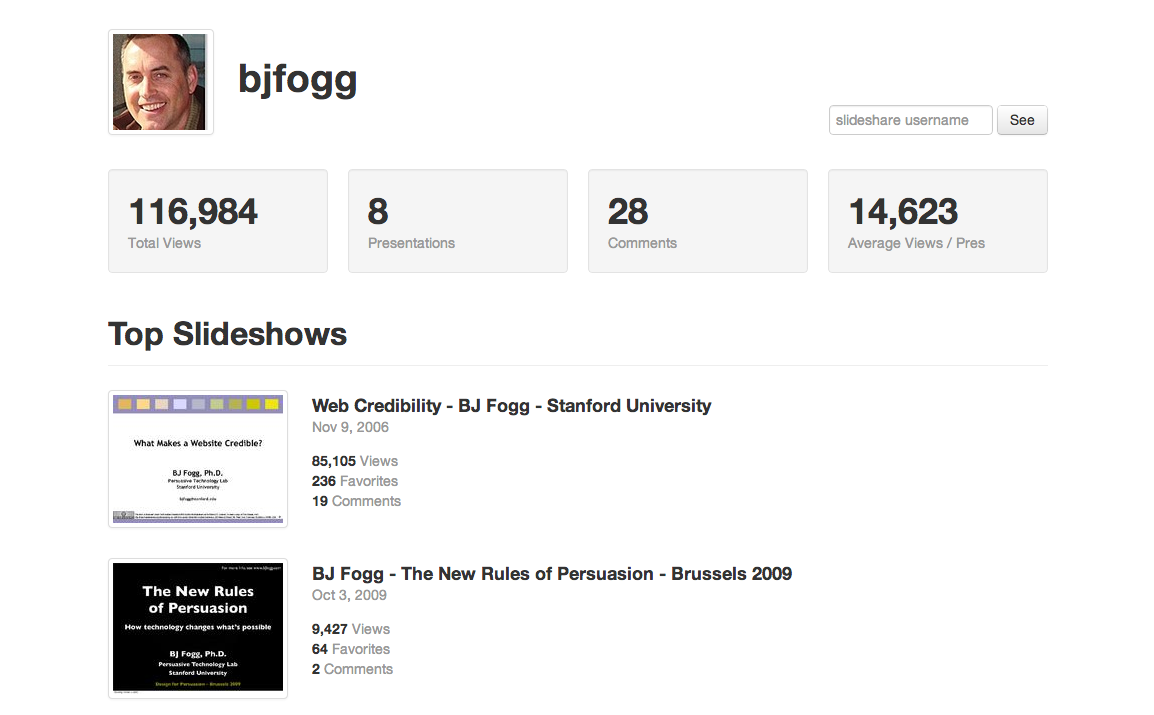 bjfogg
slideshare username See
116,984
Total Views
8
Presentations
28
Comments
14,623
Average Views / Pres
Top Slideshows
What Makes a Website Credible?
BJ Fogg, Ph.D.
Persuasive Technology Lab
Stanford University
bjfogg@stanford.edu
Web Credibility - BJ Fogg - Stanford University
Nov 9, 2006
85,105 Views
236 Favorites
19 Comments
For more info, see www.bjfogg.com
The New Rules
of Persuasion
How technology changes what's possible
BJ Fogg, Ph.D.
Persuasive Technology Lab
Stanford University
Design for Persuasion - Brussels 2009
BJ Fogg - The New Rules of Persuasion - Brussels 2009
Oct 3, 2009
9,427 Views
64 Favorites
2 Comments